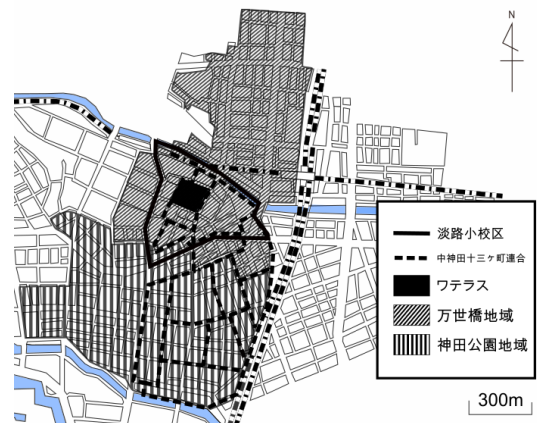 N
淡路小校区
中神田十三ヶ町連合
ワテラス
万世橋地域
神田公園地域
300m